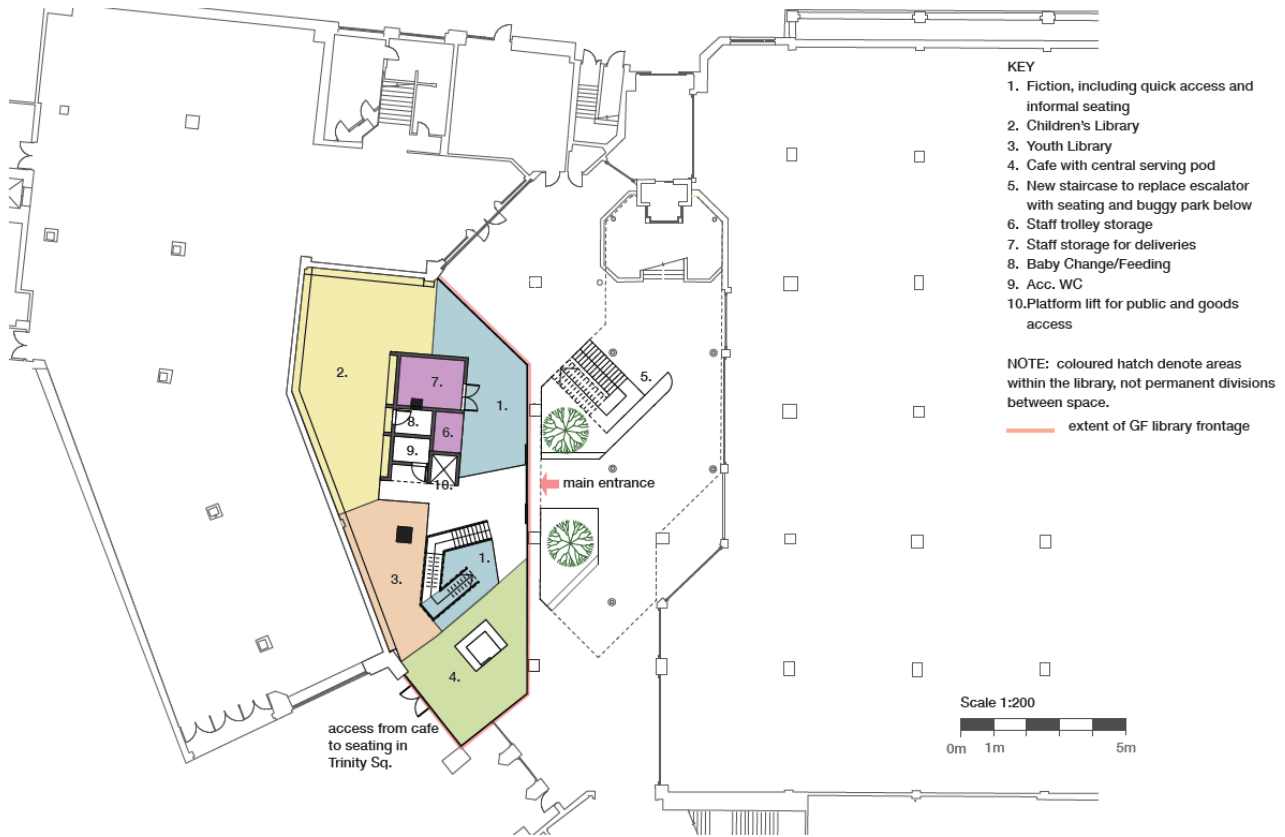 KEY
1. Fiction, including quick access and
informal seating
2. Children's Library
3. Youth Library
4. Cafe with central serving pod
5. New staircase to replace escalator
with seating and buggy park below
6. Staff trolley storage
7. Staff storage for deliveries
8. Baby Change/Feeding
9. Acc. WC
10.Platform lift for public and goods
access
NOTE: coloured hatch denote areas
within the library, not permanent divisions
between space.
extent of GF library frontage
2.
7.
1.
5.
8.
6.
9.
10.
main entrance
1.
3.
4.
access from cafe
to seating in
Trinity Sq.
Scale 1:200
0m 1m 5m